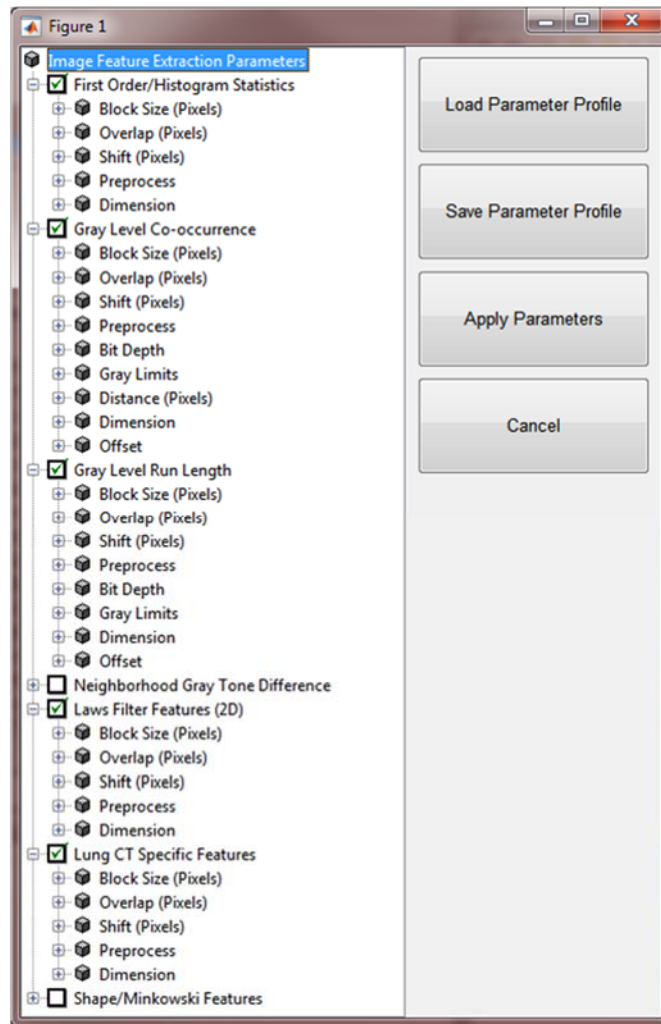 Figure 1
Image Feature Extraction Parameters
First Order/Histogram Statistics
Block Size (Pixels)
Overlap (Pixels)
Shift (Pixels)
Preprocess
Dimension
Gray Level Co-occurrence
Block Size (Pixels)
Overlap (Pixels)
Shift (Pixels)
Preprocess
Bit Depth
Gray Limits
Distance (Pixels)
Dimension
Offset
Gray Level Run Length
Block Size (Pixels)
Overlap (Pixels)
Shift (Pixels)
Preprocess
Bit Depth
Gray Limits
Dimension
Offset
Neighborhood Gray Tone Difference
Laws Filter Features (2D)
Block Size (Pixels)
Overlap (Pixels)
Shift (Pixels)
Preprocess
Dimension
Lung CT Specific Features
Block Size (Pixels)
Overlap (Pixels)
Shift (Pixels)
Preprocess
Dimension
Shape/Minkowski Features
Load Parameter Profile
Save Parameter Profile
Apply Parameters
Cancel